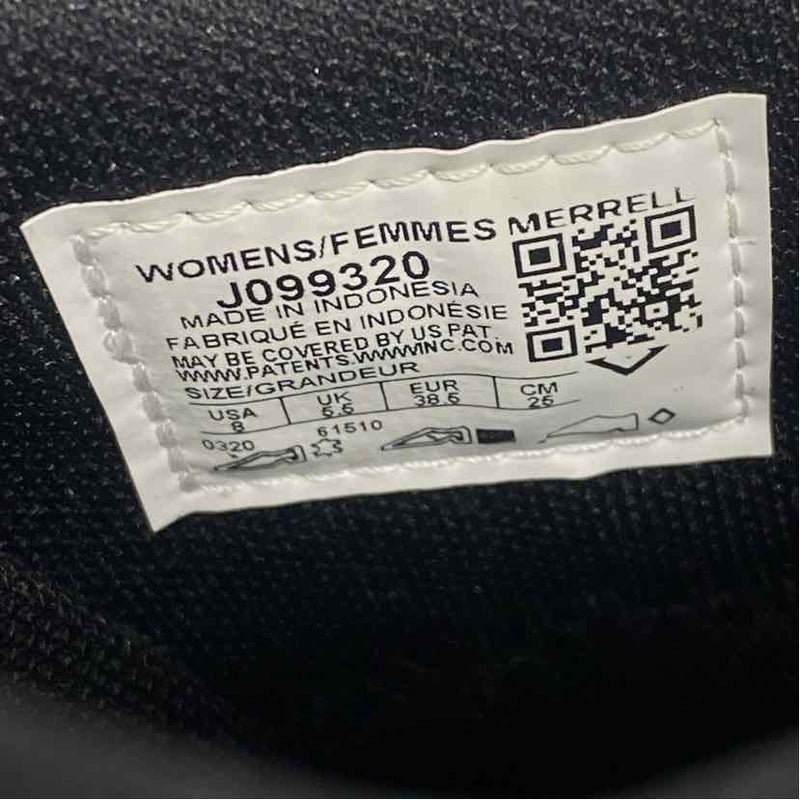 WOMENS/FEMMES MERRELL
J099320
MADE IN INDONESIA
FABRIQUÉ EN INDONÉSIE
MAY BE COVERED BY US PAT.
WWW.PATENTS.WWWINC.COM
SIZE/GRANDEUR
USA UK EUR CM
8 5.5 38.5 25
0320 61510